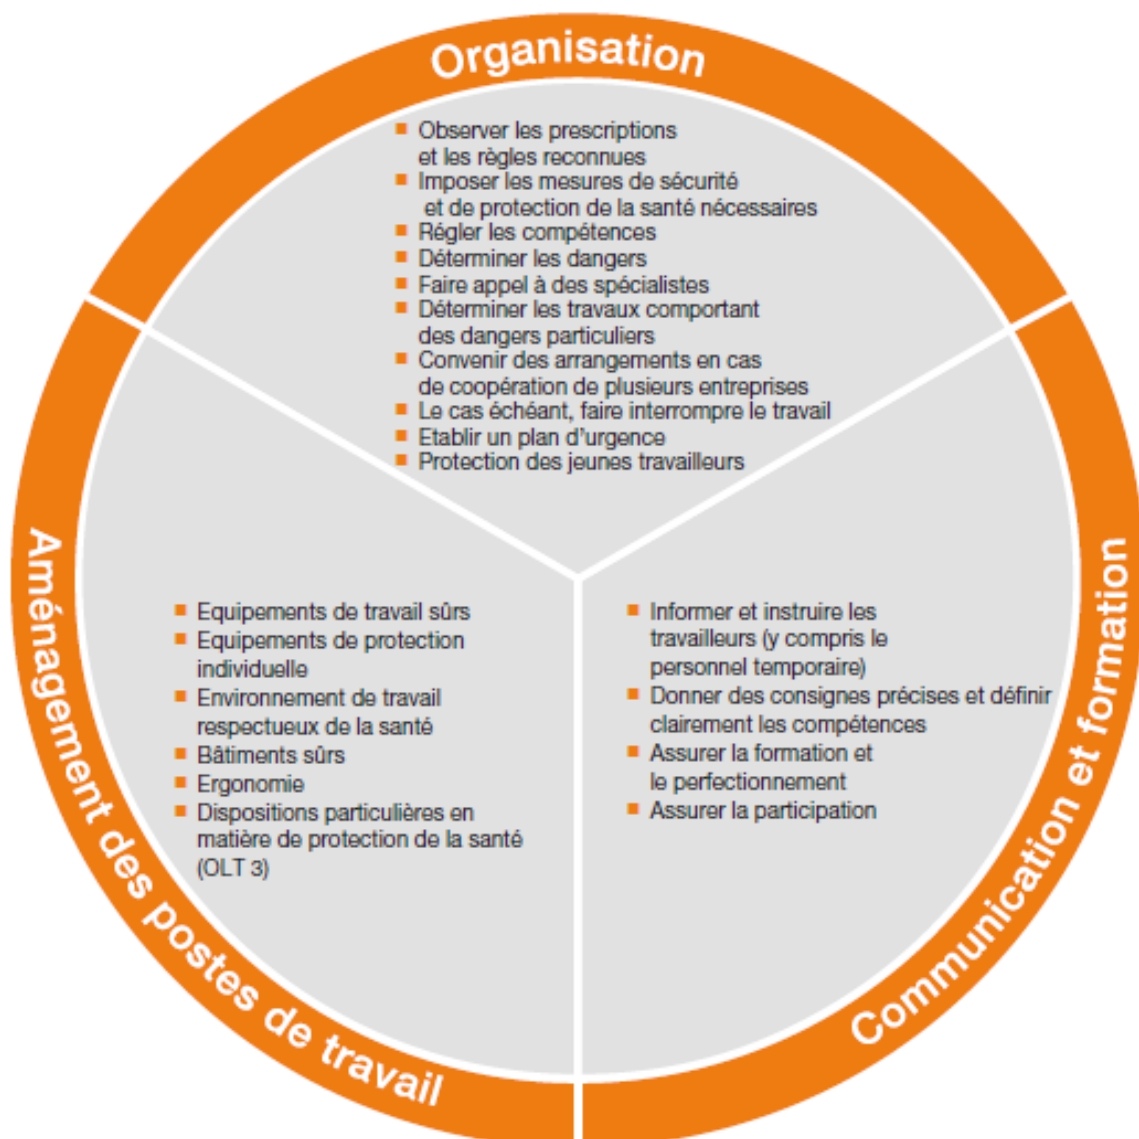 Organisation
Observer les prescriptions
et les règles reconnues
Imposer les mesures de sécurité
et de protection de la santé nécessaires
Régler les compétences
Déterminer les dangers
Faire appel à des spécialistes
Déterminer les travaux comportant
des dangers particuliers
Convenir des arrangements en cas
de coopération de plusieurs entreprises
Le cas échéant, faire interrompre le travail
Etablir un plan d'urgence
Protection des jeunes travailleurs
Aménagement des postes de travail
Equipements de travail sûrs
Equipements de protection
individuelle
Environnement de travail
respectueux de la santé
Bâtiments sûrs
Ergonomie
Dispositions particulières en
matière de protection de la santé
(OLT 3)
Communication et formation
Informer et instruire les
travailleurs (y compris le
personnel temporaire)
Donner des consignes précises et définir
clairement les compétences
Assurer la formation et
le perfectionnement
Assurer la participation